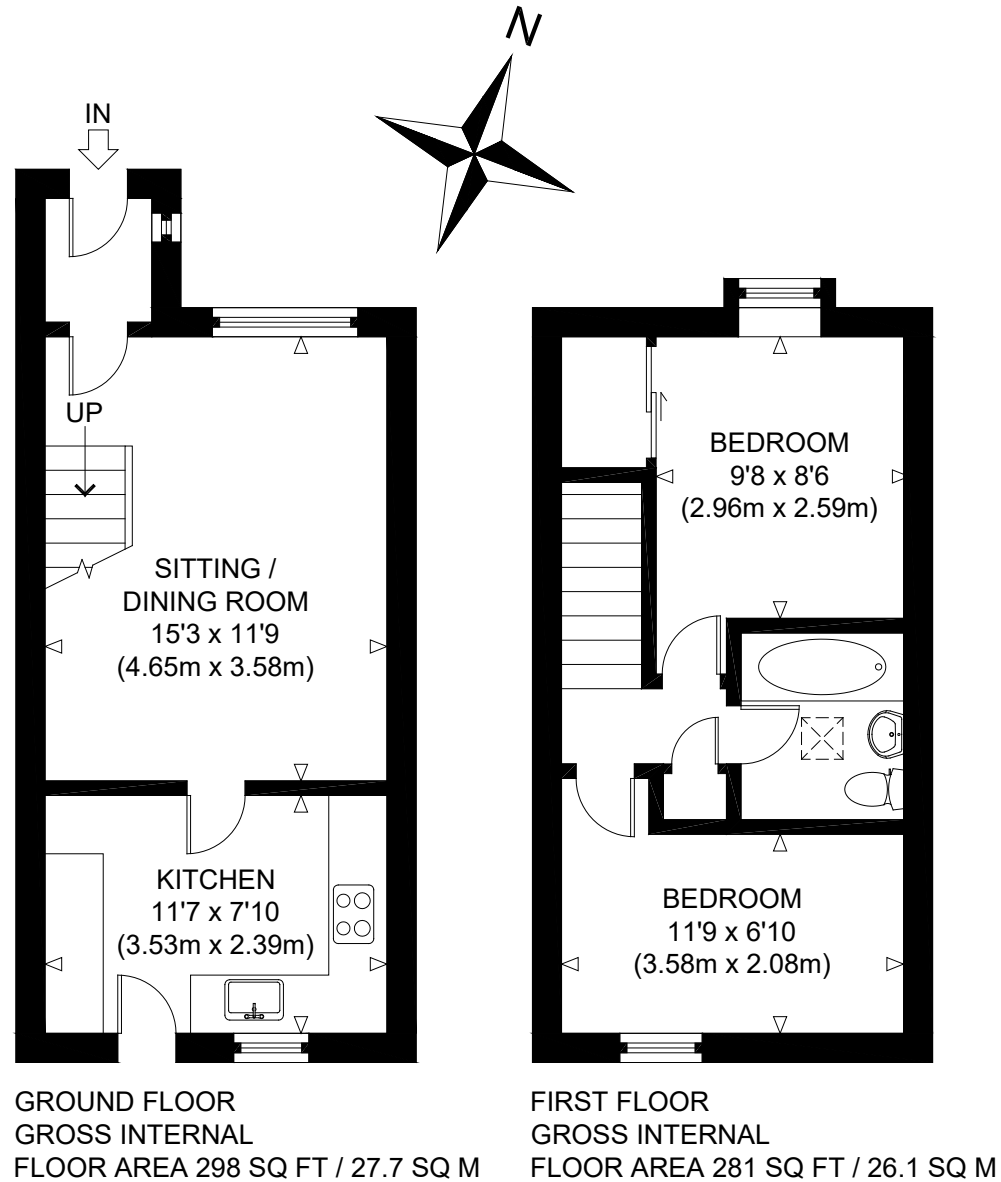 N
IN
UP
SITTING /
DINING ROOM
15'3 x 11'9
(4.65m x 3.58m)
KITCHEN
11'7 x 7'10
(3.53m x 2.39m)
BEDROOM
9'8 x 8'6
(2.96m x 2.59m)
BEDROOM
11'9 x 6'10
(3.58m x 2.08m)
GROUND FLOOR
GROSS INTERNAL
FLOOR AREA 298 SQ FT / 27.7 SQ M
FIRST FLOOR
GROSS INTERNAL
FLOOR AREA 281 SQ FT / 26.1 SQ M